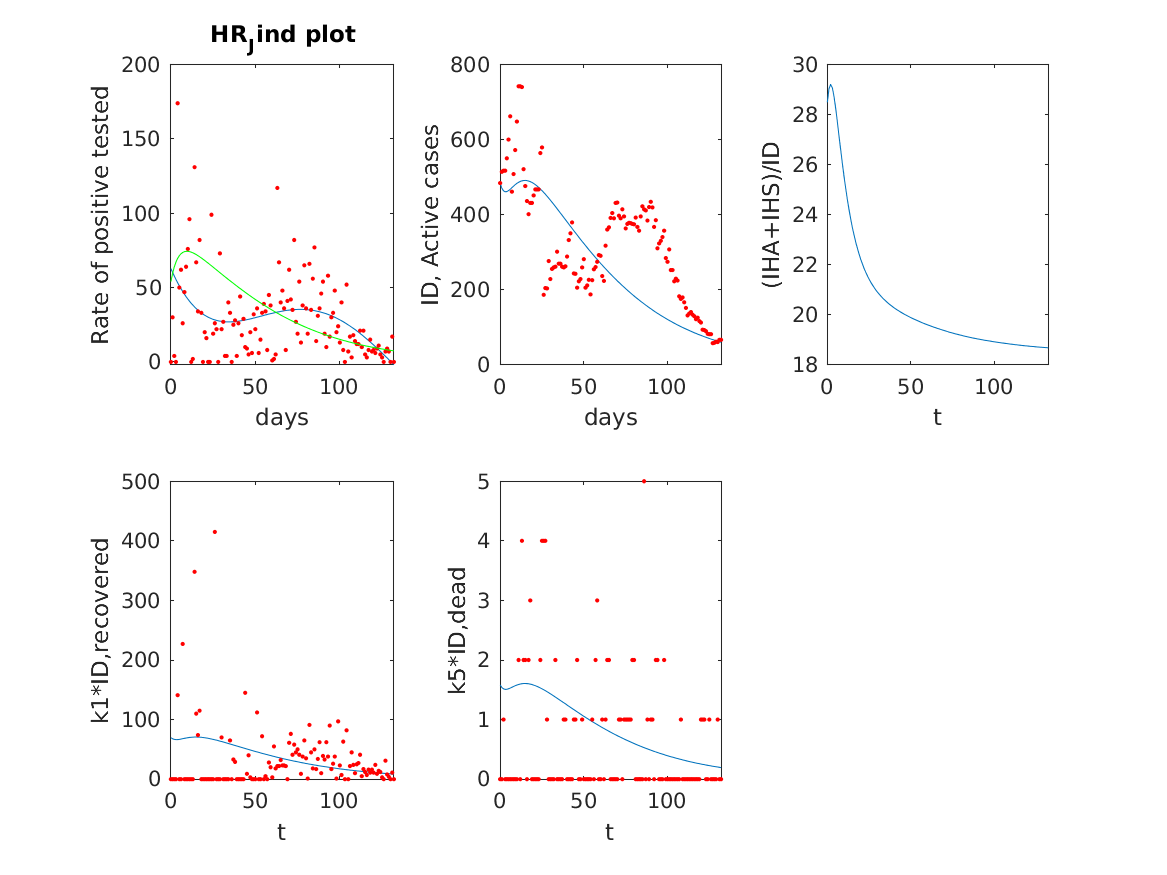 HR_Jind plot
200
150
100
50
0
Rate of positive tested
0 50 100
days
800
600
400
200
0
ID, Active cases
0 50 100
days
30
28
26
24
22
20
18
(IHA+IHS)/ID
0 50 100
t
500
400
300
200
100
0
k1*ID,recovered
0 50 100
t
5
4
3
2
1
0
k5*ID,dead
0 50 100
t